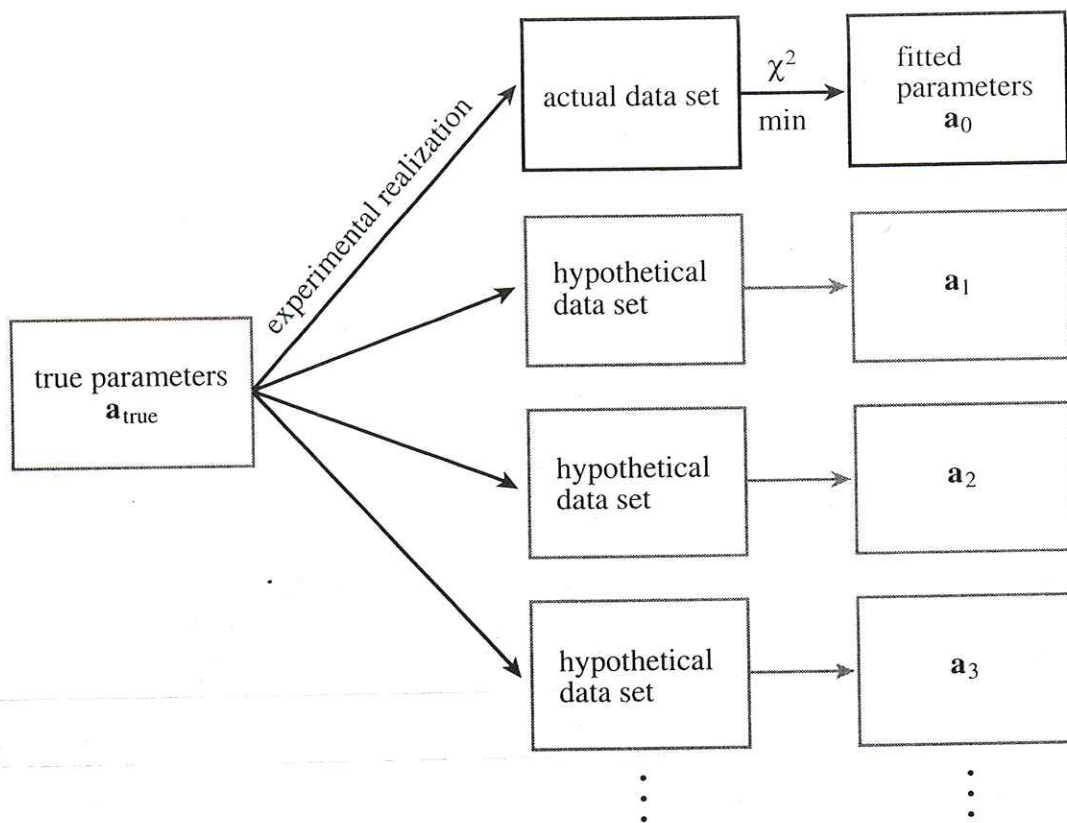 actual data set
χ²
min
fitted
parameters
a₀
experimental realization
hypothetical
data set
a₁
true parameters
a_true
hypothetical
data set
a₂
hypothetical
data set
a₃